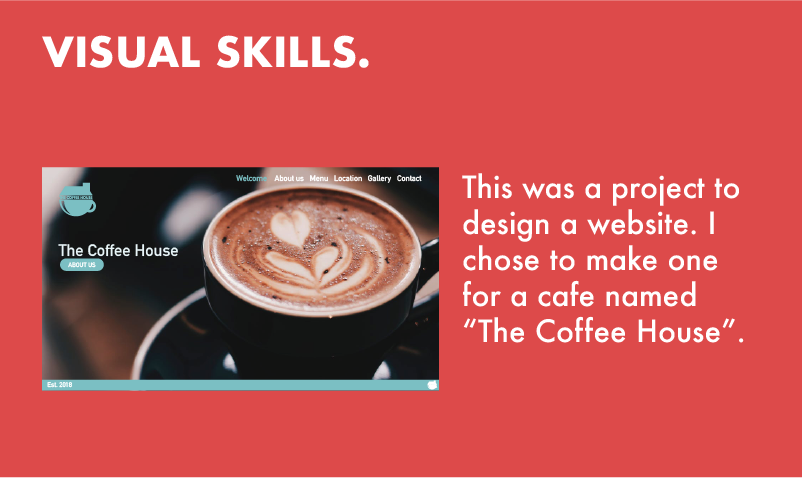 VISUAL SKILLS.
Welcome About us Menu Location Gallery Contact
COFFEE HOUSE
The Coffee House
ABOUT US
Est. 2018
This was a project to
design a website. I
chose to make one
for a cafe named
“The Coffee House”.